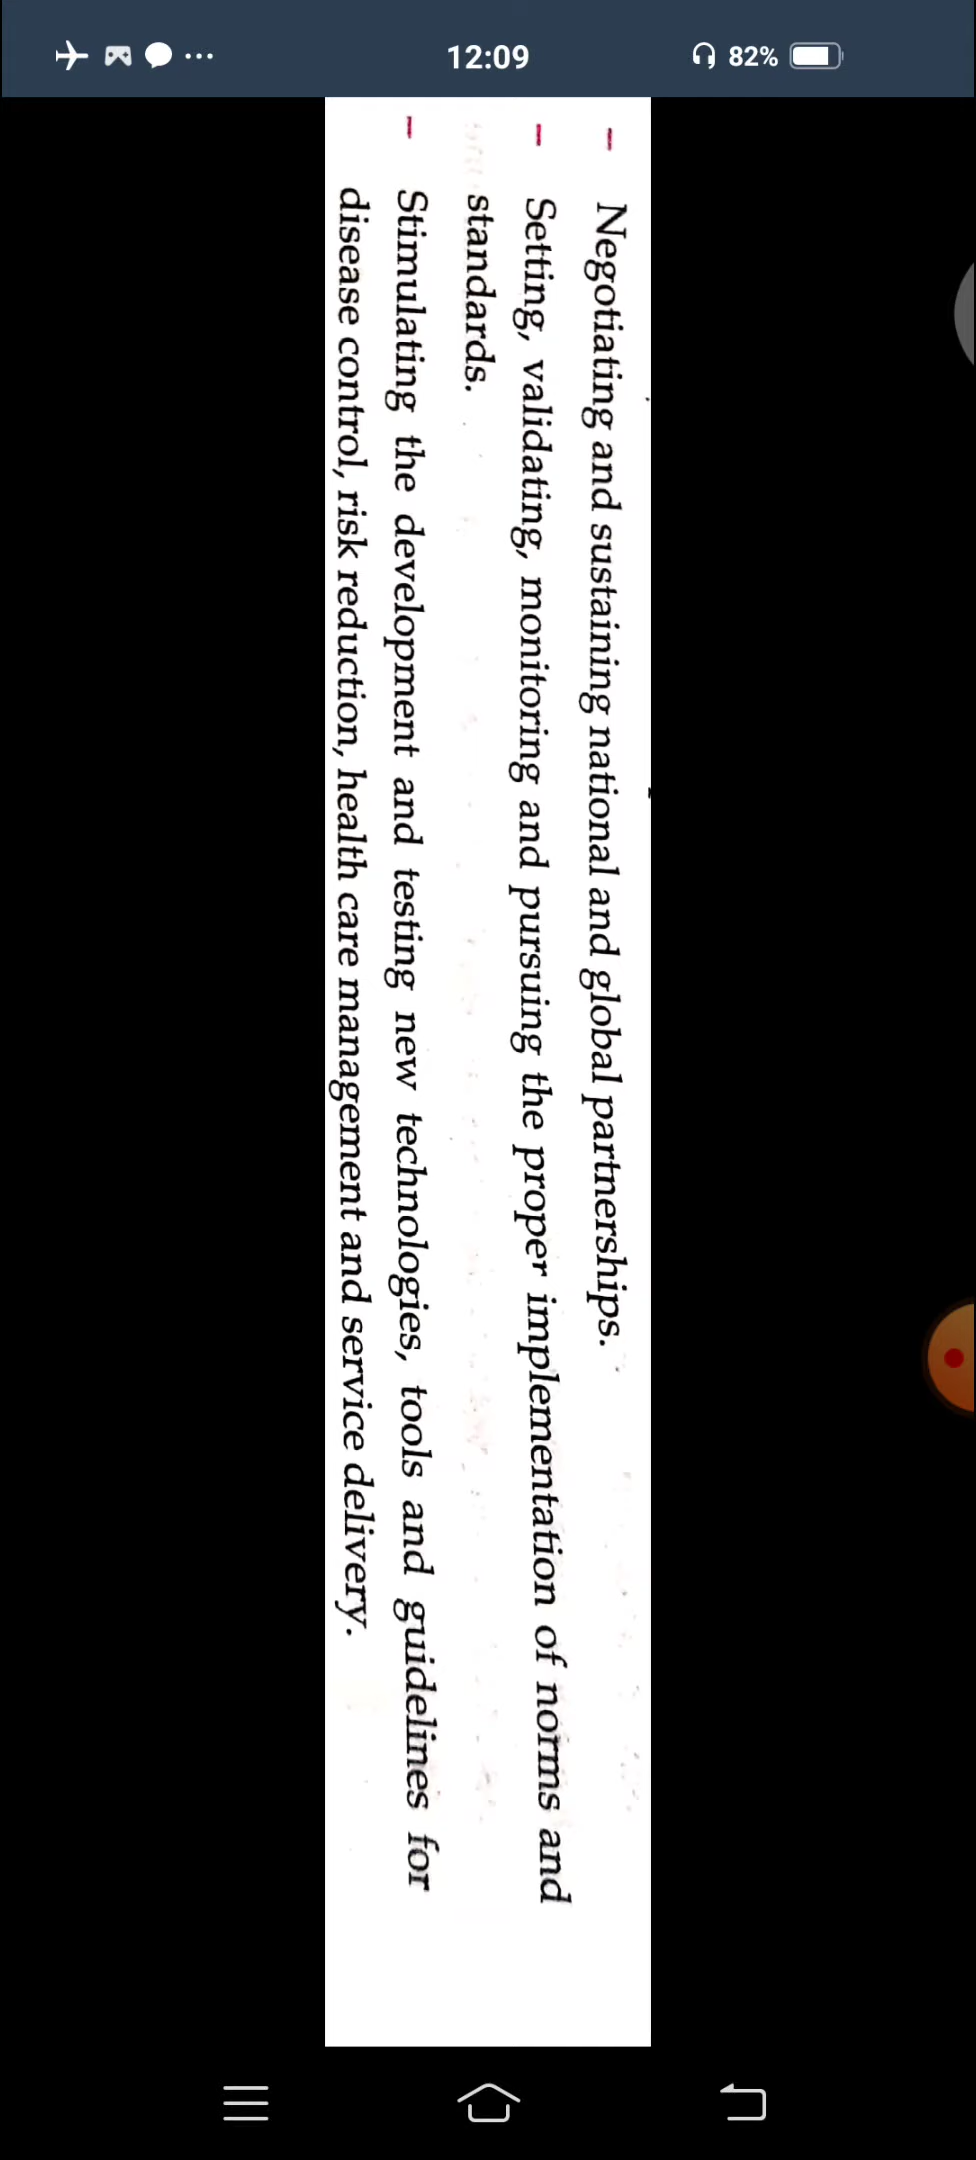 12:09
82%
– Negotiating and sustaining national and global partnerships.
– Setting, validating, monitoring and pursuing the proper implementation of norms and
standards.
– Stimulating the development and testing new technologies, tools and guidelines for
disease control, risk reduction, health care management and service delivery.